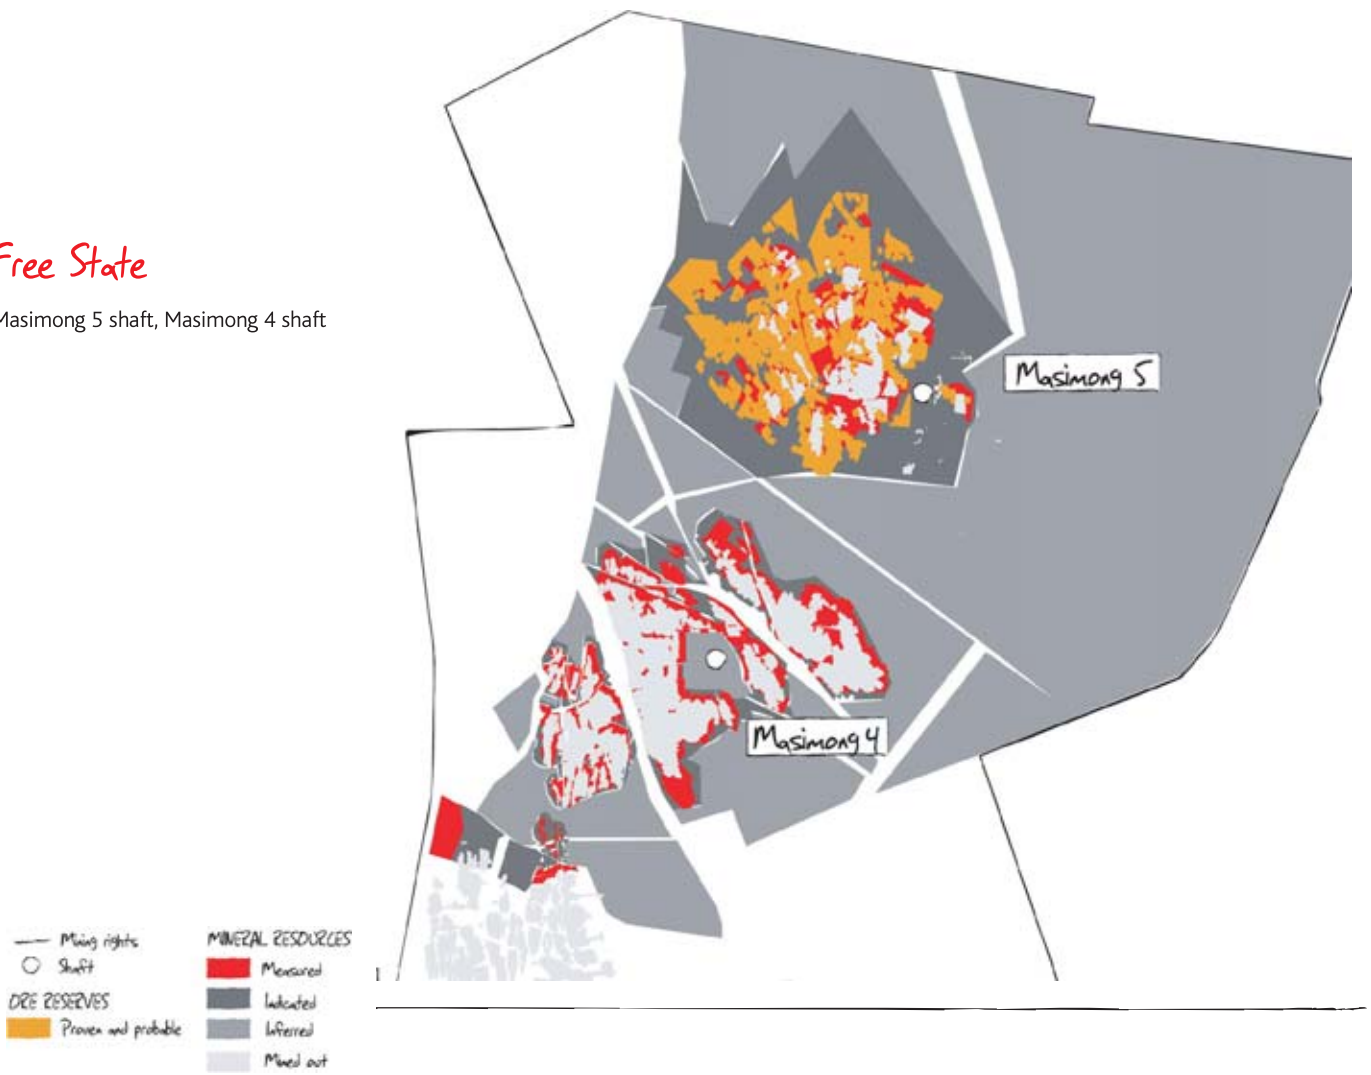 Free State
Masimong 5 shaft, Masimong 4 shaft
Masimong 5
Masimong 4
Mining rights
Shaft
ORE RESERVES
Proven and probable
MINERAL RESOURCES
Measured
Indicated
Inferred
Mined out